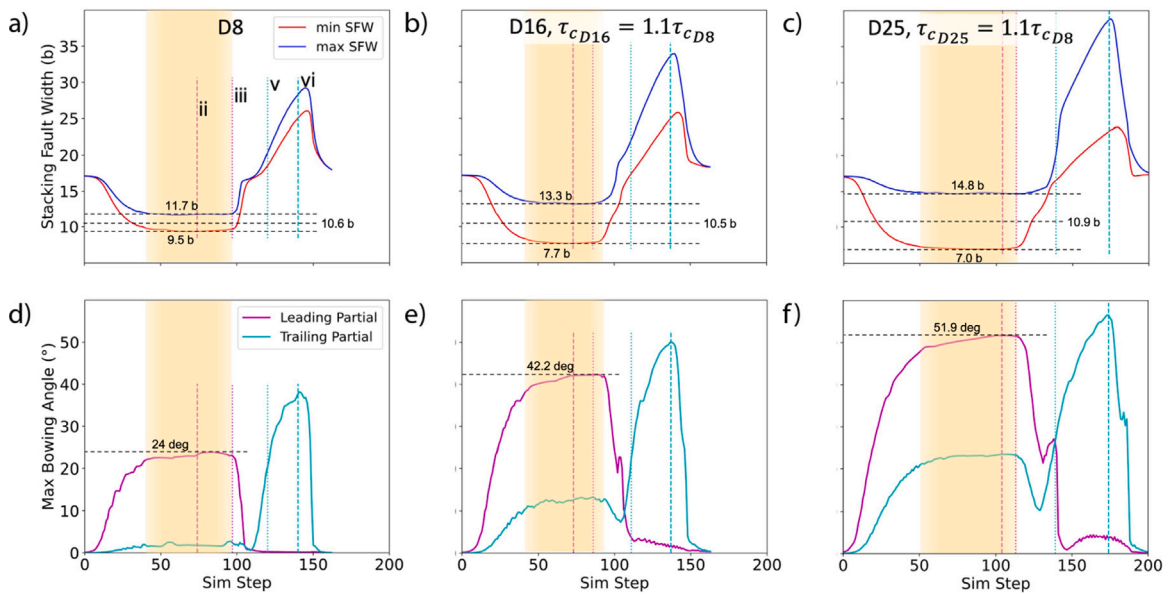 a)
D8
min SFW
max SFW
Stacking Fault Width (b)
35
30
25
20
15
10
ii
iii
v
vi
11.7 b
10.6 b
9.5 b
b)
D16, τcD16 = 1.1τcD8
13.3 b
10.5 b
7.7 b
c)
D25, τcD25 = 1.1τcD8
14.8 b
10.9 b
7.0 b
d)
Leading Partial
Trailing Partial
Max Bowing Angle (°)
50
40
30
20
10
0
24 deg
0 50 100 150 200
Sim Step
e)
42.2 deg
0 50 100 150 200
Sim Step
f)
51.9 deg
0 50 100 150 200
Sim Step